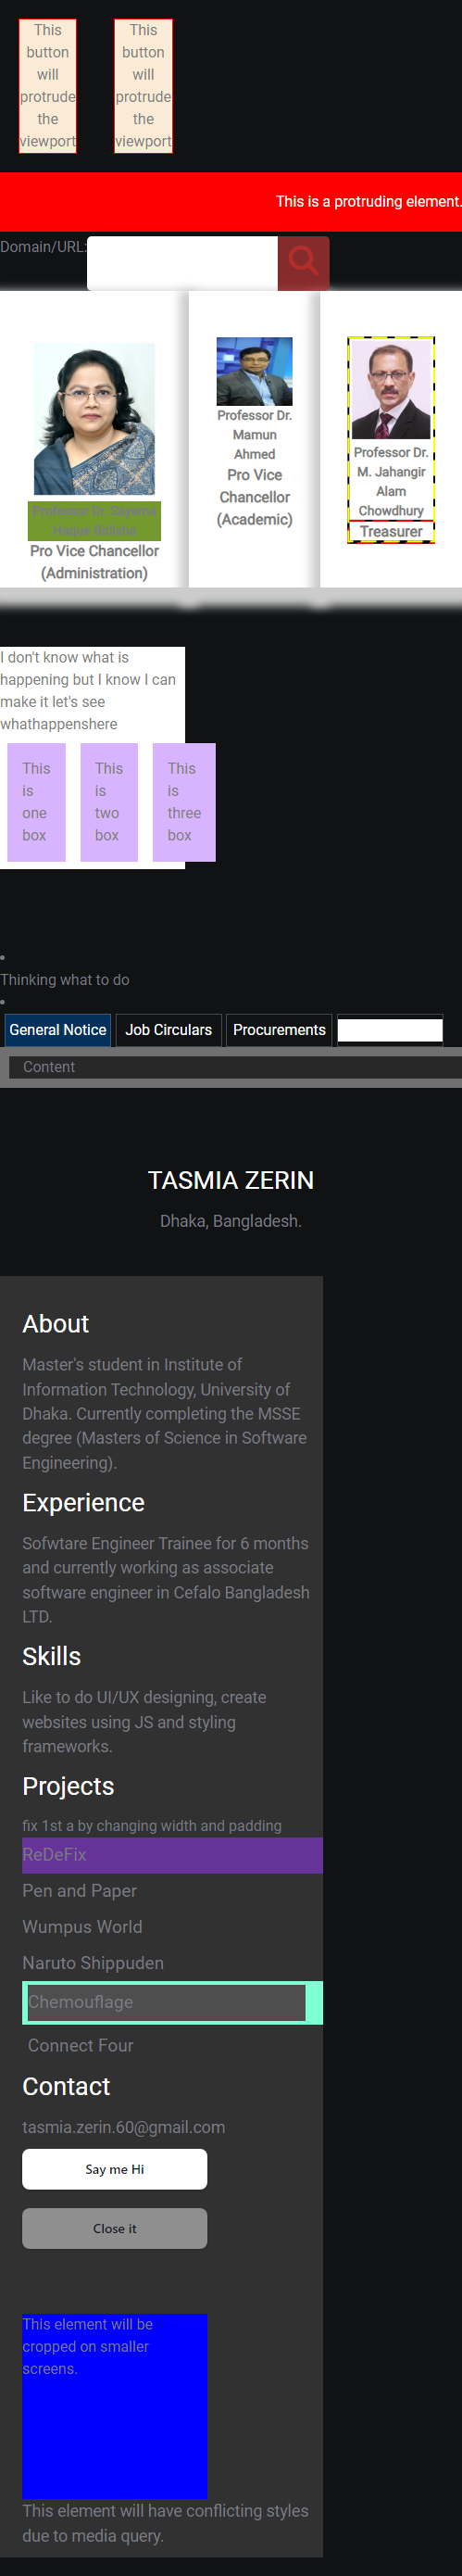 This This
button button
will will
protrude protrude
the the
viewport viewport
This is a protruding element.
Domain/URL:
Professor Dr. Sayema
Haque Bidisha
Pro Vice Chancellor
(Administration)
Professor Dr.
Mamun
Ahmed
Pro Vice
Chancellor
(Academic)
Professor Dr.
M. Jahangir
Alam
Chowdhury
Treasurer
I don't know what is
happening but I know I can
make it let's see
whathappenshere
This This This
is is is
one two three
box box box
Thinking what to do
General Notice Job Circulars Procurements
Content
TASMIA ZERIN
Dhaka, Bangladesh.
About
Master's student in Institute of
Information Technology, University of
Dhaka. Currently completing the MSSE
degree (Masters of Science in Software
Engineering).
Experience
Sofwtare Engineer Trainee for 6 months
and currently working as associate
software engineer in Cefalo Bangladesh
LTD.
Skills
Like to do UI/UX designing, create
websites using JS and styling
frameworks.
Projects
fix 1st a by changing width and padding
ReDeFix
Pen and Paper
Wumpus World
Naruto Shippuden
Chemouflage
Connect Four
Contact
tasmia.zerin.60@gmail.com
Say me Hi
Close it
This element will be
cropped on smaller
screens.
This element will have conflicting styles
due to media query.